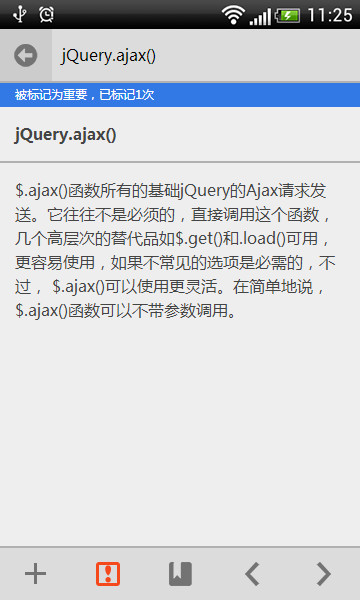 11:25
jQuery.ajax()
被标记为重要，已标记1次
jQuery.ajax()
$.ajax()函数所有的基础jQuery的Ajax请求发
送。它往往不是必须的，直接调用这个函数，
几个高层次的替代品如$.get()和.load()可用，
更容易使用，如果不常见的选项是必需的，不
过， $.ajax()可以使用更灵活。在简单地说，
$.ajax()函数可以不带参数调用。